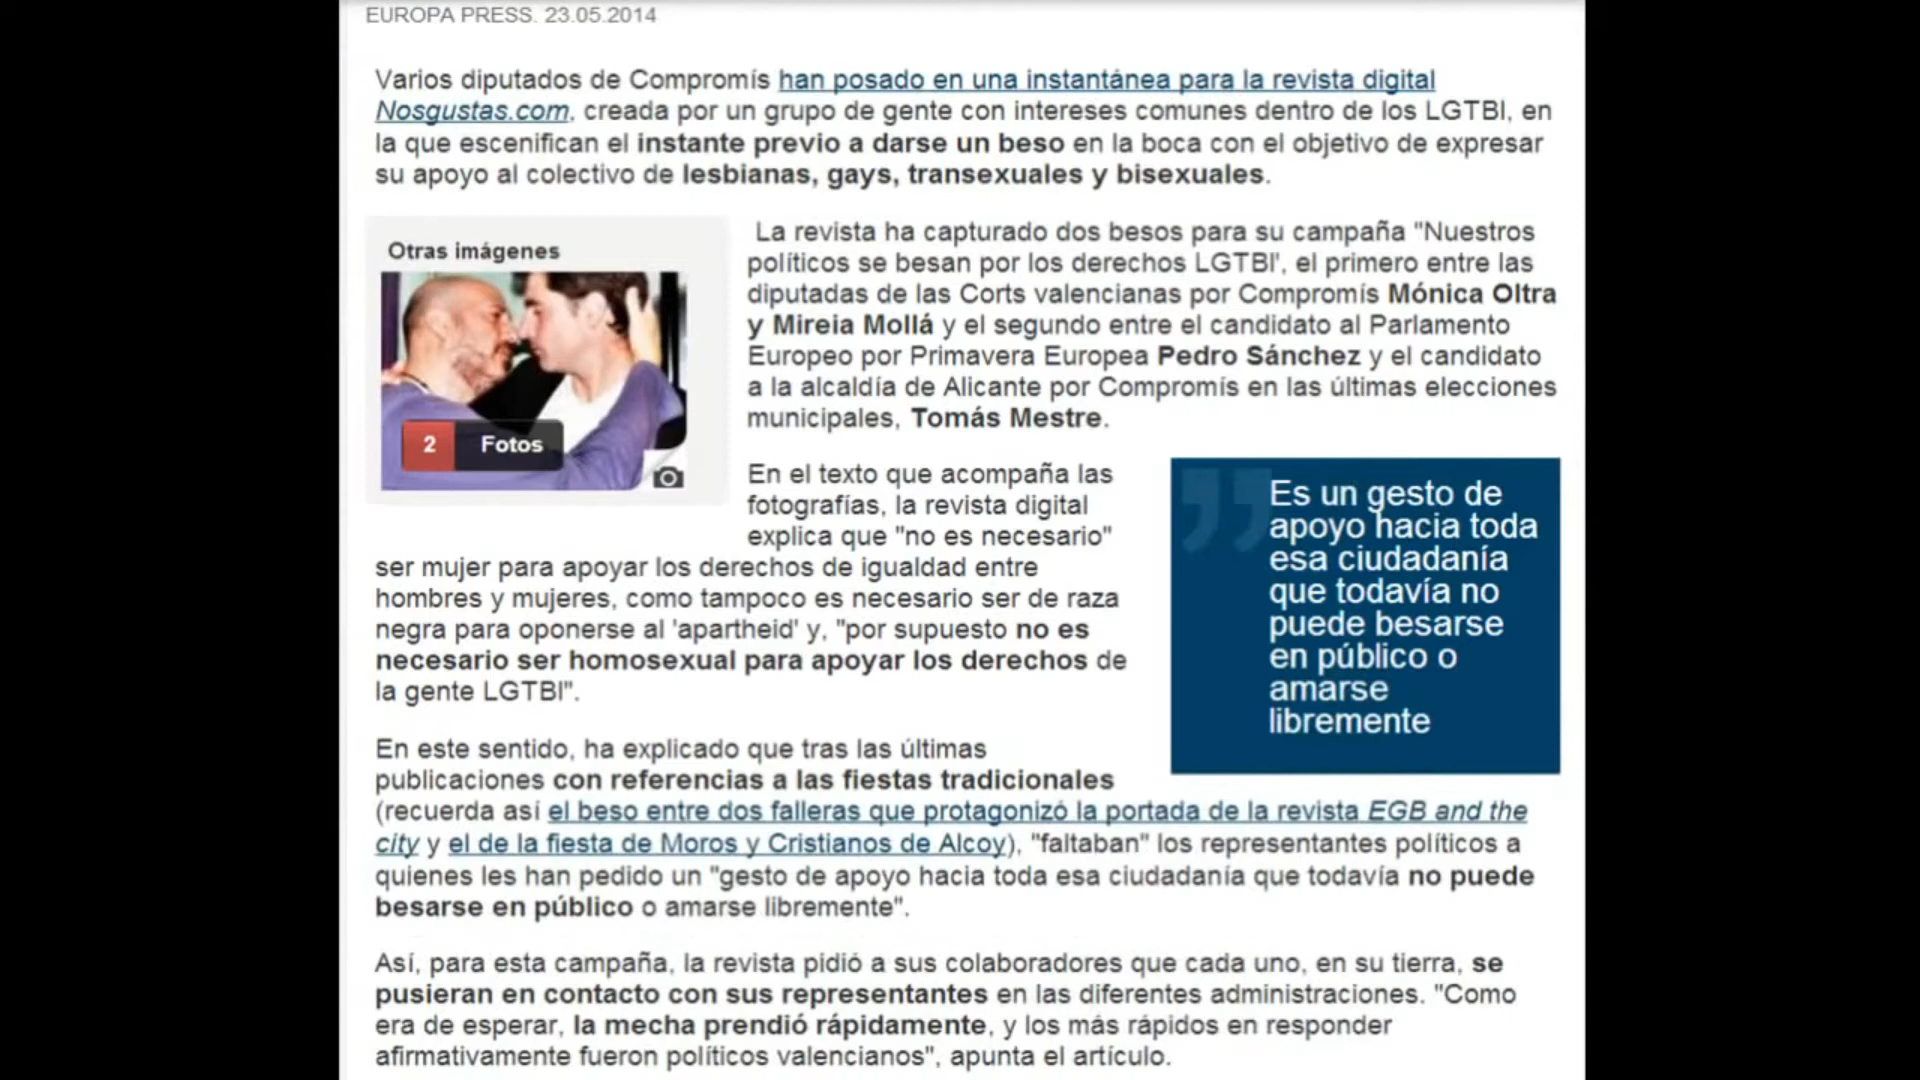 EUROPA PRESS. 23.05.2014
Varios diputados de Compromís han posado en una instantánea para la revista digital
Nosgustas.com, creada por un grupo de gente con intereses comunes dentro de los LGTBI, en
la que escenifican el instante previo a darse un beso en la boca con el objetivo de expresar
su apoyo al colectivo de lesbianas, gays, transexuales y bisexuales.
Otras imágenes
2 Fotos
La revista ha capturado dos besos para su campaña "Nuestros
políticos se besan por los derechos LGTBI', el primero entre las
diputadas de las Corts valencianas por Compromís Mónica Oltra
y Mireia Mollá y el segundo entre el candidato al Parlamento
Europeo por Primavera Europea Pedro Sánchez y el candidato
a la alcaldía de Alicante por Compromís en las últimas elecciones
municipales, Tomás Mestre.
En el texto que acompaña las
fotografías, la revista digital
explica que "no es necesario"
ser mujer para apoyar los derechos de igualdad entre
hombres y mujeres, como tampoco es necesario ser de raza
negra para oponerse al 'apartheid' y, "por supuesto no es
necesario ser homosexual para apoyar los derechos de
la gente LGTBI".
Es un gesto de
apoyo hacia toda
esa ciudadanía
que todavía no
puede besarse
en público o
amarse
libremente
En este sentido, ha explicado que tras las últimas
publicaciones con referencias a las fiestas tradicionales
(recuerda así el beso entre dos falleras que protagonizó la portada de la revista EGB and the
city y el de la fiesta de Moros y Cristianos de Alcoy), "faltaban" los representantes políticos a
quienes les han pedido un "gesto de apoyo hacia toda esa ciudadanía que todavía no puede
besarse en público o amarse libremente".
Así, para esta campaña, la revista pidió a sus colaboradores que cada uno, en su tierra, se
pusieran en contacto con sus representantes en las diferentes administraciones. "Como
era de esperar, la mecha prendió rápidamente, y los más rápidos en responder
afirmativamente fueron políticos valencianos", apunta el artículo.